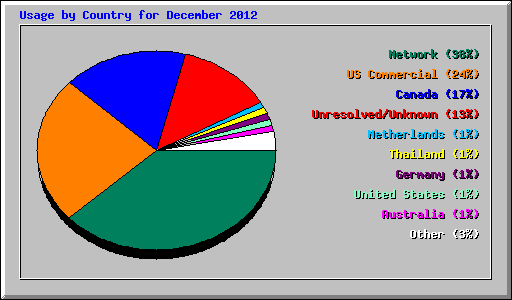 Usage by Country for December 2012
Network (38%)
US Commercial (24%)
Canada (17%)
Unresolved/Unknown (13%)
Netherlands (1%)
Thailand (1%)
Germany (1%)
United States (1%)
Australia (1%)
Other (3%)